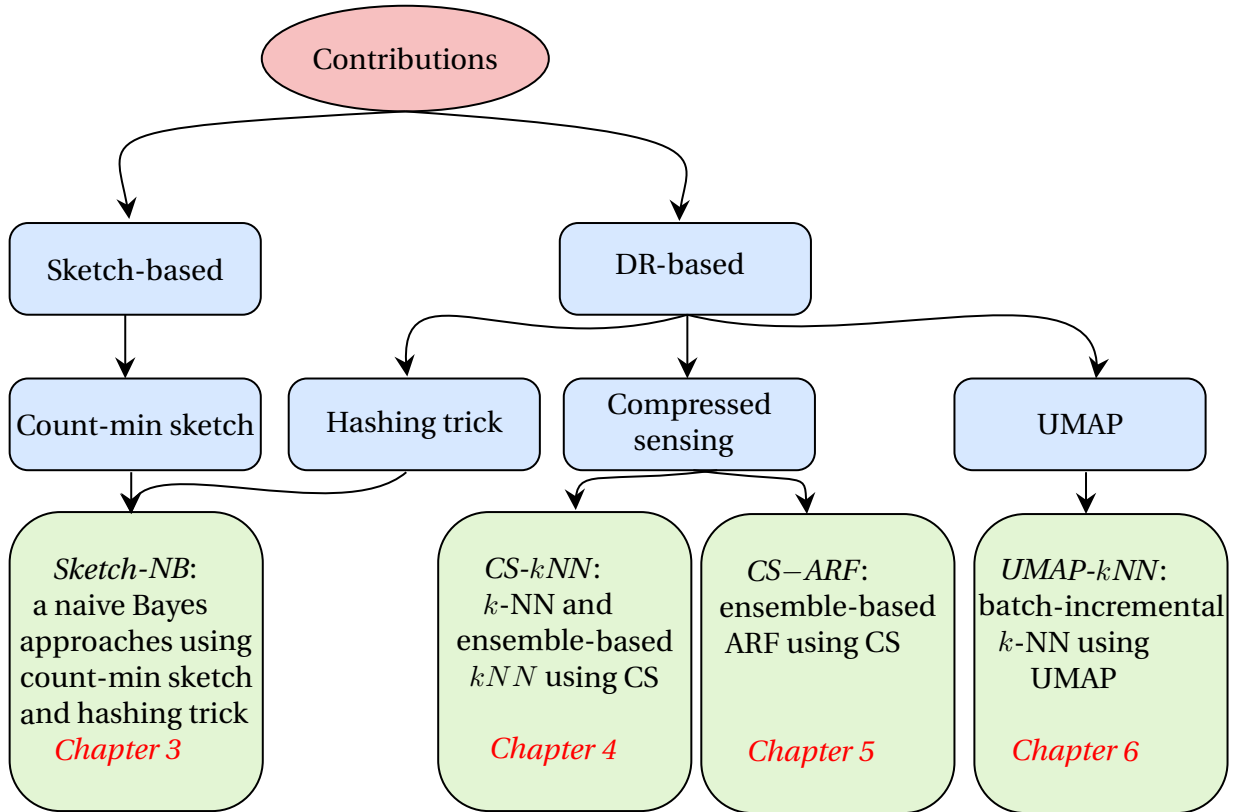 Contributions
Sketch-based
DR-based
Count-min sketch
Hashing trick
Compressed
sensing
UMAP
Sketch-NB:
a naive Bayes
approaches using
count-min sketch
and hashing trick
Chapter 3
CS-kNN:
k-NN and
ensemble-based
kNN using CS
Chapter 4
CS−ARF:
ensemble-based
ARF using CS
Chapter 5
UMAP-kNN:
batch-incremental
k-NN using
UMAP
Chapter 6